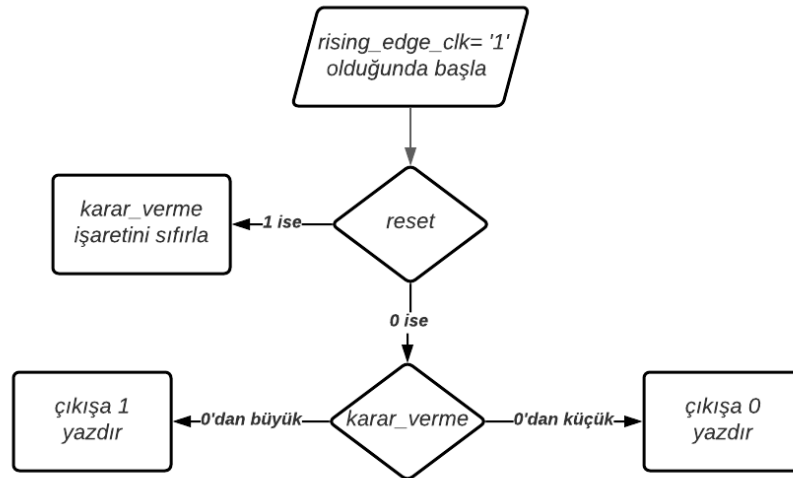 rising_edge_clk= '1'
olduğunda başla
karar_verme
işaretini sıfırla
1 ise
reset
0 ise
çıkışa 1
yazdır
0'dan büyük
karar_verme
0'dan küçük
çıkışa 0
yazdır